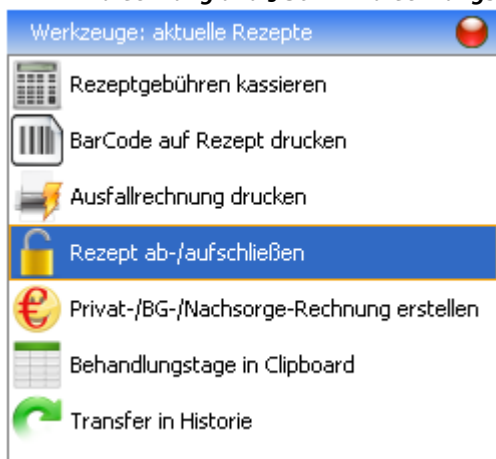 Werkzeuge: aktuelle Rezepte
Rezeptgebühren kassieren
BarCode auf Rezept drucken
Ausfallrechnung drucken
Rezept ab-/aufschließen
Privat-/BG-/Nachsorge-Rechnung erstellen
Behandlungstage in Clipboard
Transfer in Historie